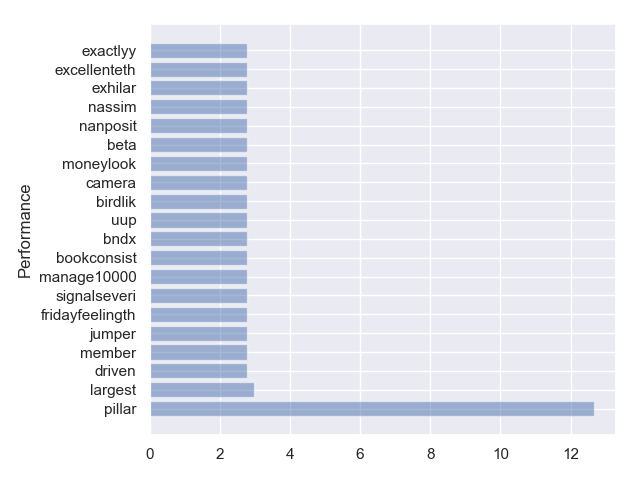 exactlyy
excellenteth
exhilar
nassim
nanposit
beta
moneylook
camera
birdlik
uup
bndx
bookconsist
manage10000
signalseveri
fridayfeelingth
jumper
member
driven
largest
pillar
Performance
0 2 4 6 8 10 12